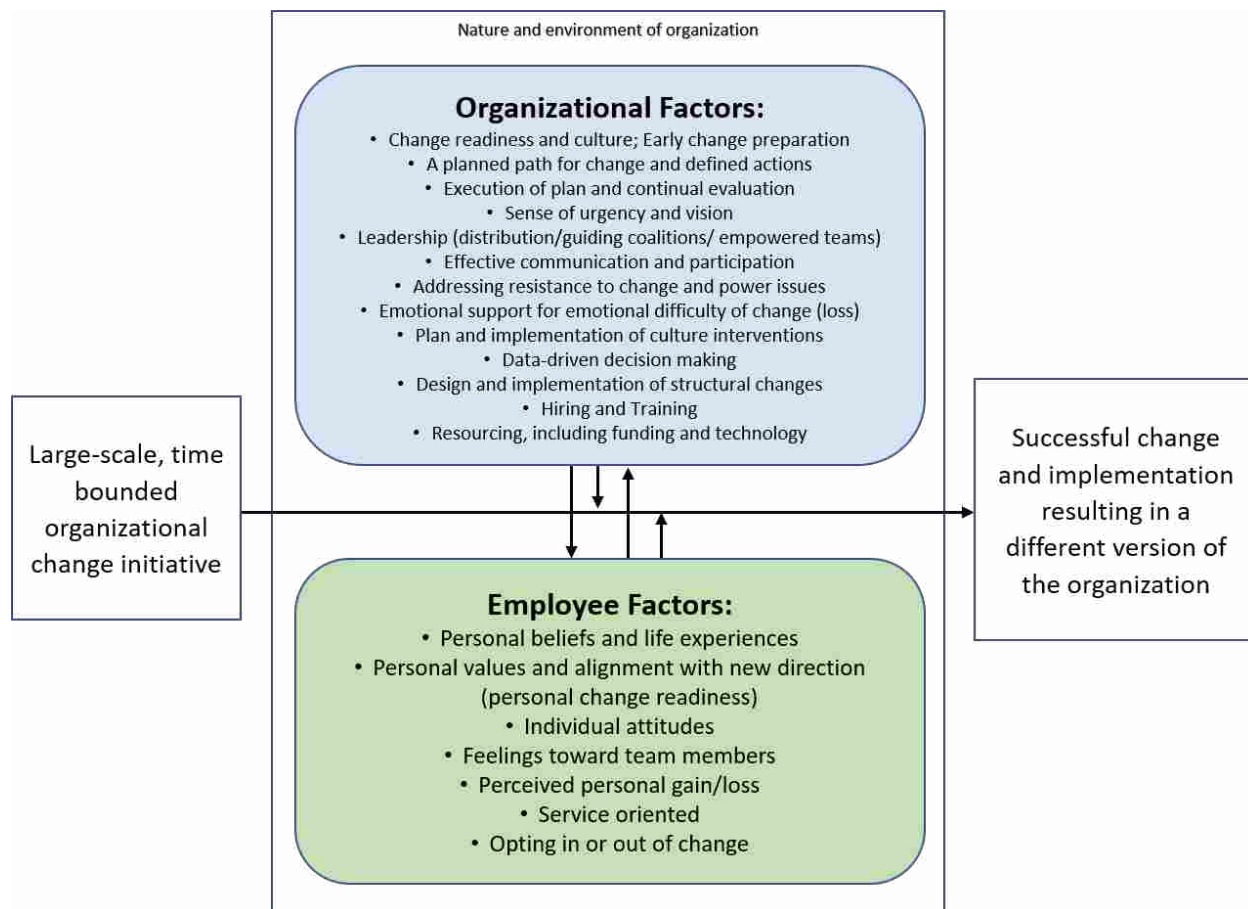 Nature and environment of organization
Organizational Factors:
• Change readiness and culture; Early change preparation
• A planned path for change and defined actions
• Execution of plan and continual evaluation
• Sense of urgency and vision
• Leadership (distribution/guiding coalitions/ empowered teams)
• Effective communication and participation
• Addressing resistance to change and power issues
• Emotional support for emotional difficulty of change (loss)
• Plan and implementation of culture interventions
• Data-driven decision making
• Design and implementation of structural changes
• Hiring and Training
• Resourcing, including funding and technology
Large-scale, time
bounded
organizational
change initiative
Successful change
and implementation
resulting in a
different version of
the organization
Employee Factors:
• Personal beliefs and life experiences
• Personal values and alignment with new direction
(personal change readiness)
• Individual attitudes
• Feelings toward team members
• Perceived personal gain/loss
• Service oriented
• Opting in or out of change